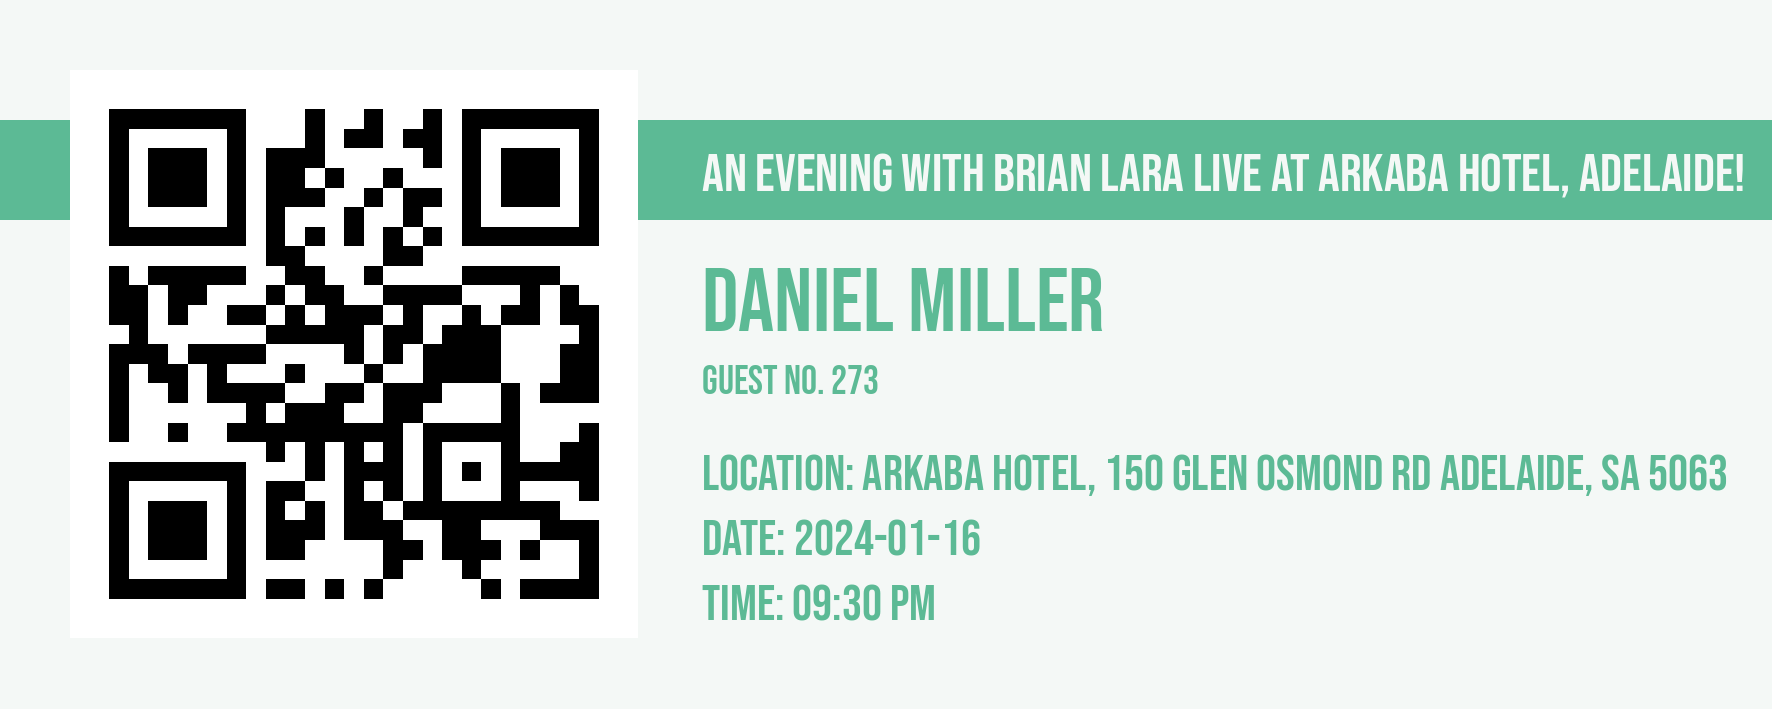 AN EVENING WITH BRIAN LARA LIVE AT ARKABA HOTEL, ADELAIDE!
DANIEL MILLER
GUEST NO. 273
LOCATION: ARKABA HOTEL, 150 GLEN OSMOND RD ADELAIDE, SA 5063
DATE: 2024-01-16
TIME: 09:30 PM